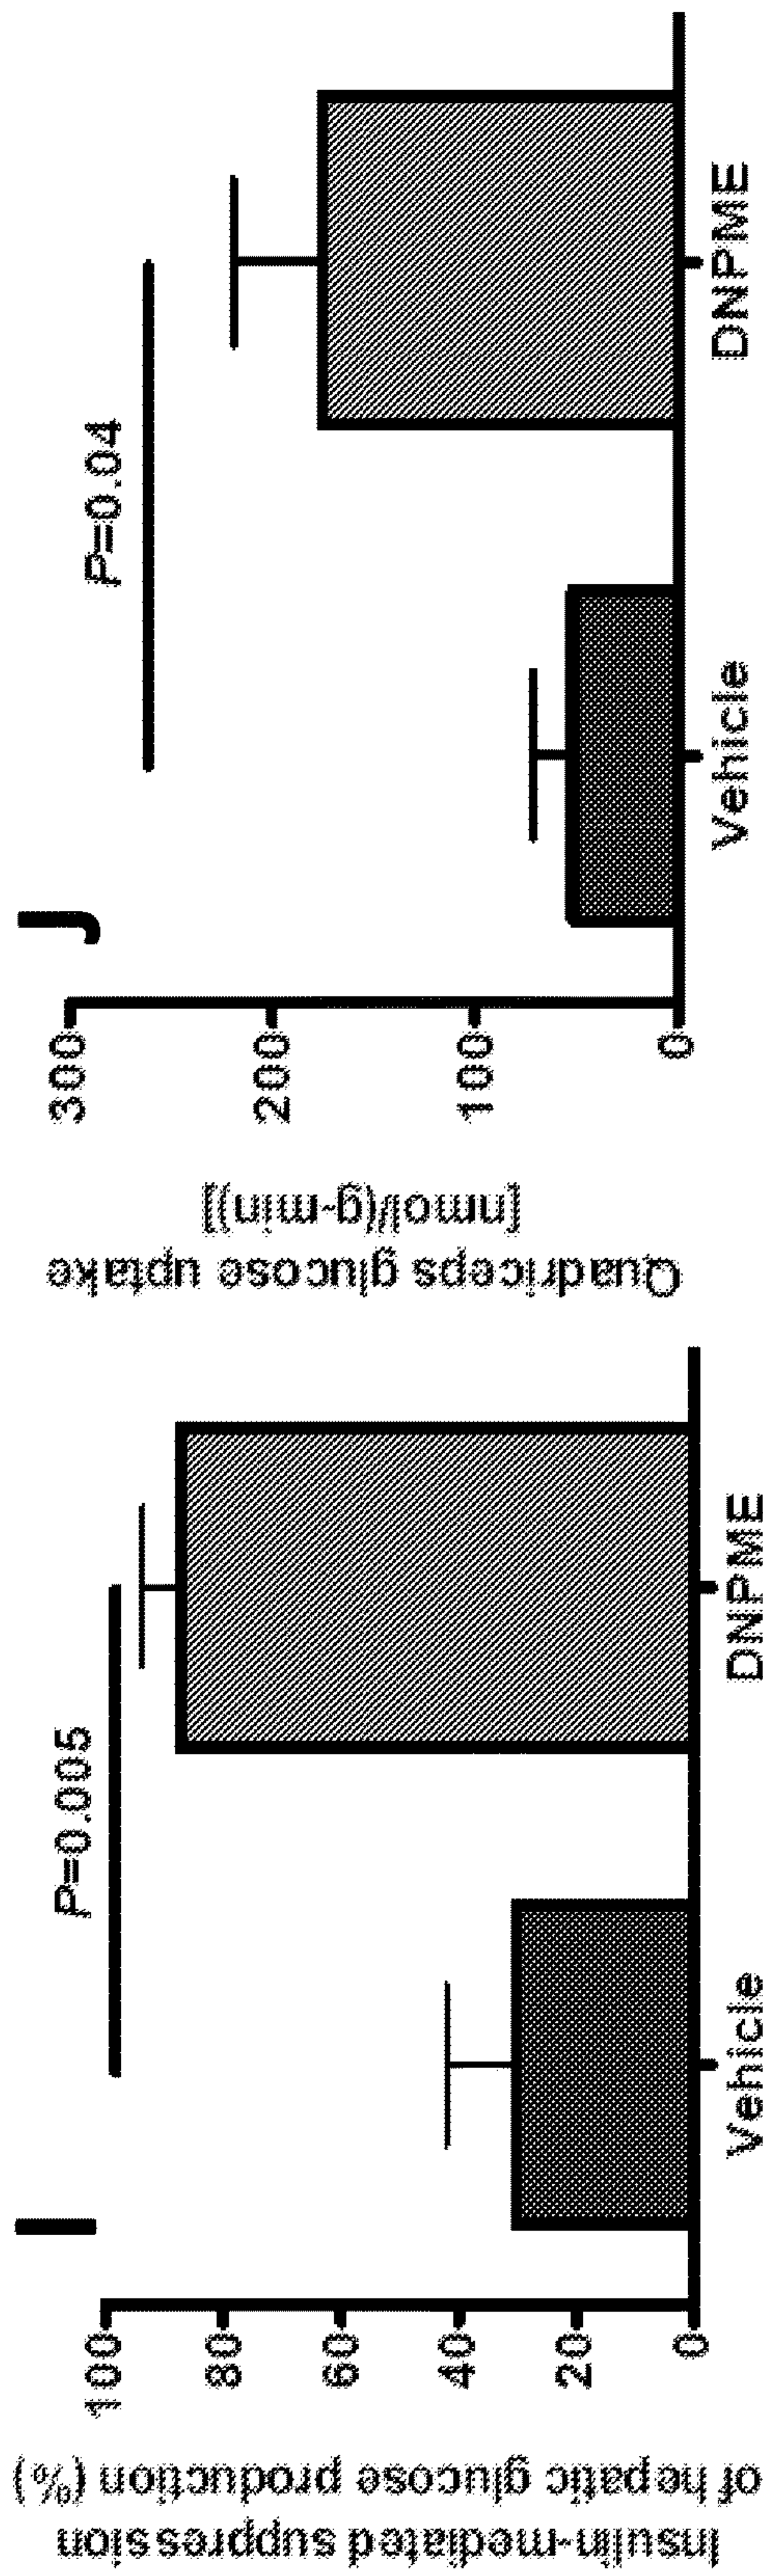 I
Insulin-mediated suppression
of hepatic glucose production (%)
100
80
60
40
20
0
P=0.005
Vehicle
DNPME
J
Quadriceps glucose uptake
[nmol/(g-min)]
300
200
100
0
P=0.04
Vehicle
DNPME